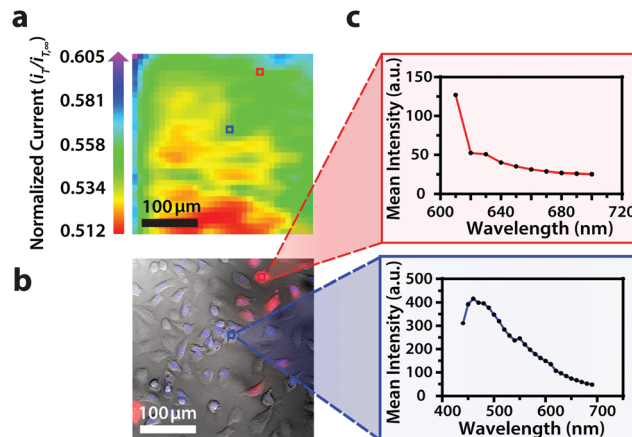 a
Normalized Current (iT/iT,∞)
0.605
0.581
0.558
0.534
0.512
100 µm
b
100 µm
c
Mean Intensity (a.u.)
150
125
100
50
25
0
600 640 680 720
Wavelength (nm)
Mean Intensity (a.u.)
500
400
300
200
100
0
400 500 600 700
Wavelength (nm)